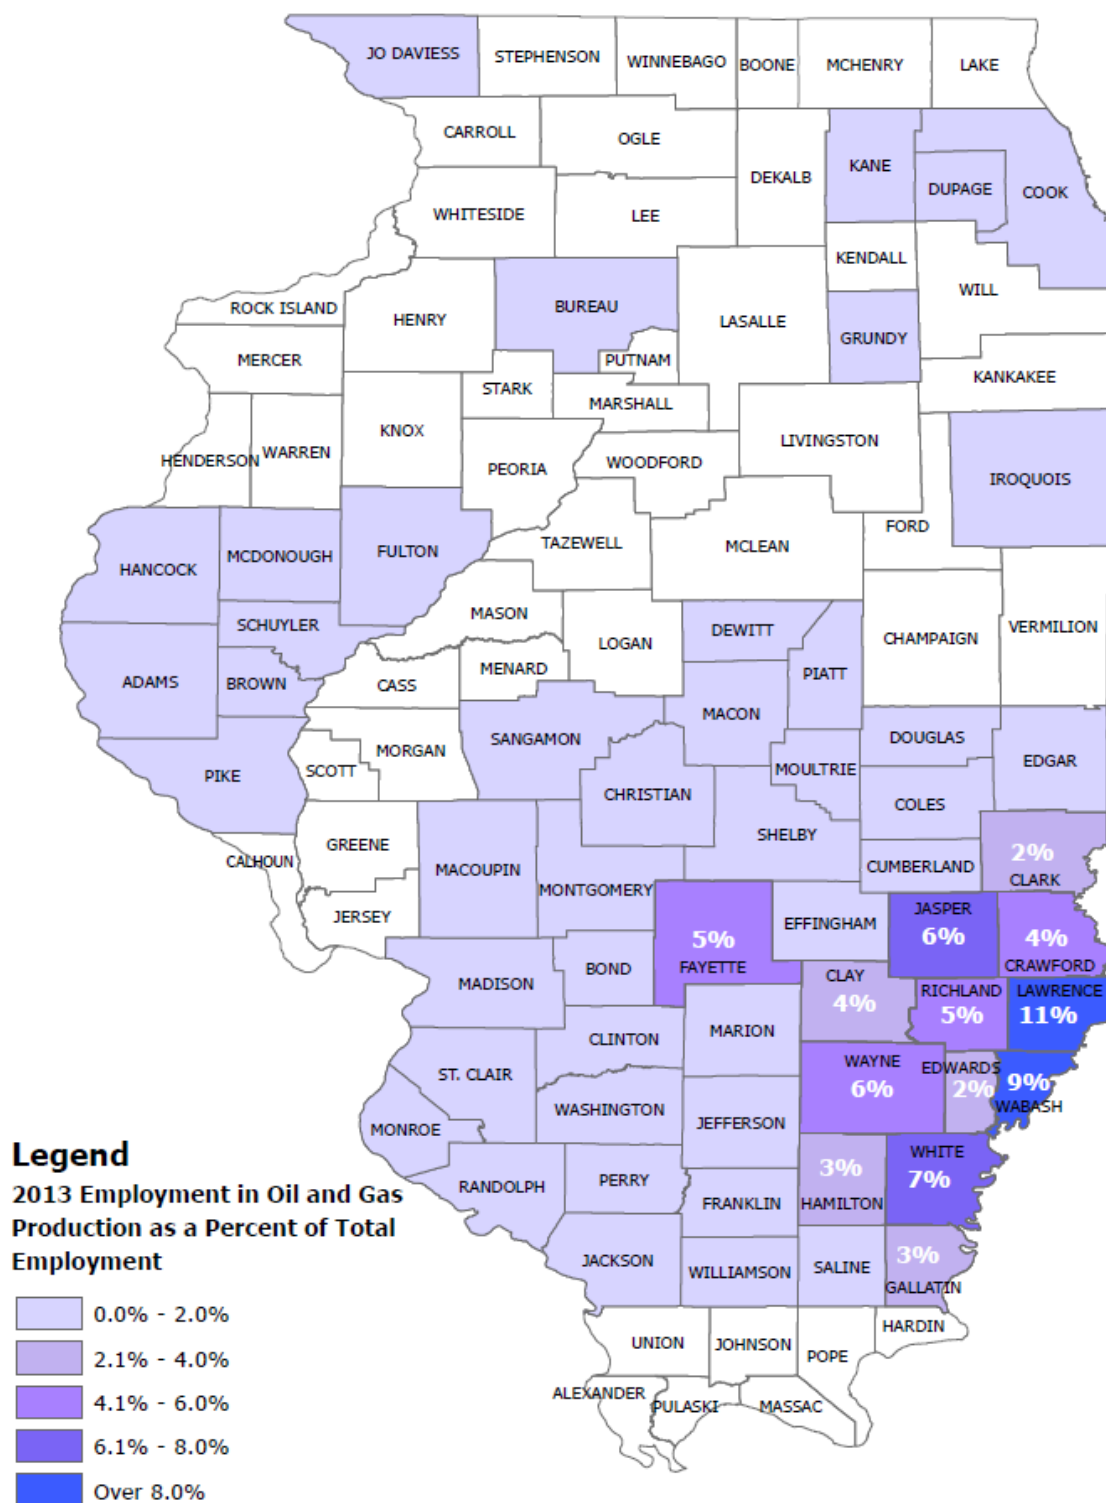 JO DAVIESS
STEPHENSON
WINNEBAGO
BOONE
MCHENRY
LAKE
CARROLL
OGLE
DEKALB
KANE
DUPAGE
COOK
WHITESIDE
LEE
KENDALL
WILL
ROCK ISLAND
HENRY
BUREAU
LASALLE
GRUNDY
MERCER
PUTNAM
KANKAKEE
STARK
MARSHALL
KNOX
LIVINGSTON
HENDERSON
WARREN
PEORIA
WOODFORD
IROQUOIS
FORD
HANCOCK
MCDONOUGH
FULTON
TAZEWELL
MCLEAN
MASON
SCHUYLER
LOGAN
DEWITT
CHAMPAIGN
VERMILION
ADAMS
BROWN
CASS
MENARD
PIATT
MACON
SANGAMON
DOUGLAS
EDGAR
PIKE
SCOTT
MORGAN
CHRISTIAN
MOULTRIE
COLES
SHELBY
GREENE
CALHOUN
MACOUPIN
MONTGOMERY
CUMBERLAND
2%
CLARK
JERSEY
EFFINGHAM
JASPER
6%
5%
FAYETTE
4%
CRAWFORD
MADISON
BOND
CLAY
4%
RICHLAND
5%
LAWRENCE
11%
CLINTON
MARION
ST. CLAIR
WAYNE
6%
EDWARDS
2%
9%
WABASH
WASHINGTON
JEFFERSON
MONROE
WHITE
7%
RANDOLPH
PERRY
FRANKLIN
3%
HAMILTON
JACKSON
WILLIAMSON
SALINE
3%
GALLATIN
UNION
JOHNSON
POPE
HARDIN
ALEXANDER
PULASKI
MASSAC
Legend
2013 Employment in Oil and Gas
Production as a Percent of Total
Employment
0.0% - 2.0%
2.1% - 4.0%
4.1% - 6.0%
6.1% - 8.0%
Over 8.0%